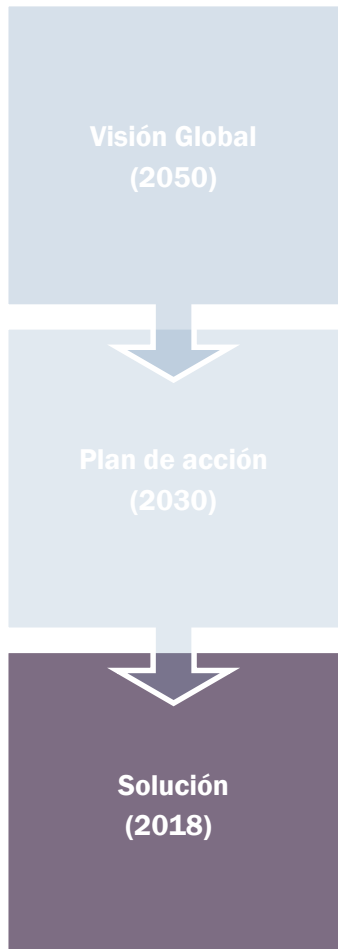 Visión Global
(2050)
Plan de acción
(2030)
Solución
(2018)